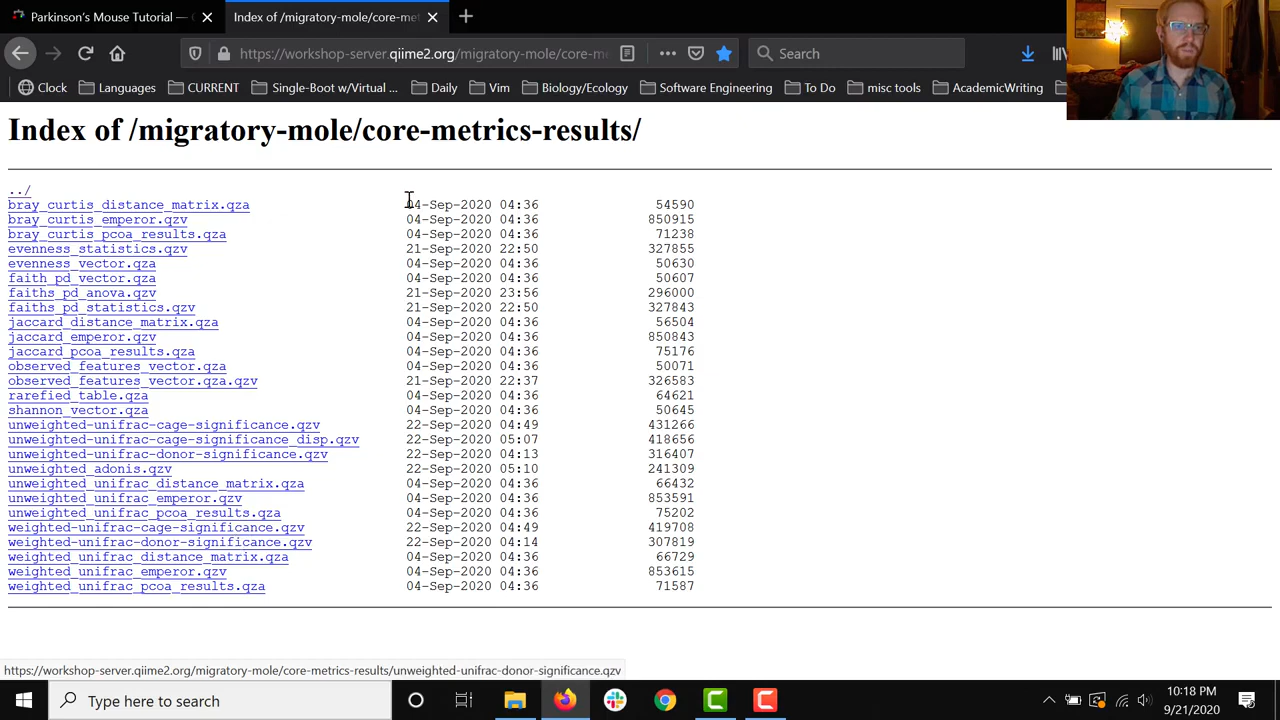 Parkinson's Mouse Tutorial —
Index of /migratory-mole/core-met
https://workshop-server.qiime2.org/migratory-mole/core-me
Search
Clock
Languages
CURRENT
Single-Boot w/Virtual ...
Daily
Vim
Biology/Ecology
Software Engineering
To Do
misc tools
AcademicWriting
Index of /migratory-mole/core-metrics-results/
../
bray_curtis_distance_matrix.qza 04-Sep-2020 04:36 54590
bray_curtis_emperor.qzv 04-Sep-2020 04:36 850915
bray_curtis_pcoa_results.qza 04-Sep-2020 04:36 71238
evenness_statistics.qzv 21-Sep-2020 22:50 327855
evenness_vector.qza 04-Sep-2020 04:36 50630
faith_pd_vector.qza 04-Sep-2020 04:36 50607
faiths_pd_anova.qzv 21-Sep-2020 23:56 296000
faiths_pd_statistics.qzv 21-Sep-2020 22:50 327843
jaccard_distance_matrix.qza 04-Sep-2020 04:36 56504
jaccard_emperor.qzv 04-Sep-2020 04:36 850843
jaccard_pcoa_results.qza 04-Sep-2020 04:36 75176
observed_features_vector.qza 04-Sep-2020 04:36 50071
observed_features_vector.qza.qzv 21-Sep-2020 22:37 326583
rarefied_table.qza 04-Sep-2020 04:36 64621
shannon_vector.qza 04-Sep-2020 04:36 50645
unweighted-unifrac-cage-significance.qzv 22-Sep-2020 04:49 431266
unweighted-unifrac-cage-significance_disp.qzv 22-Sep-2020 05:07 418656
unweighted-unifrac-donor-significance.qzv 22-Sep-2020 04:13 316407
unweighted_adonis.qzv 22-Sep-2020 05:10 241309
unweighted_unifrac_distance_matrix.qza 04-Sep-2020 04:36 66432
unweighted_unifrac_emperor.qzv 04-Sep-2020 04:36 853591
unweighted_unifrac_pcoa_results.qza 04-Sep-2020 04:36 75202
weighted-unifrac-cage-significance.qzv 22-Sep-2020 04:49 419708
weighted-unifrac-donor-significance.qzv 22-Sep-2020 04:14 307819
weighted_unifrac_distance_matrix.qza 04-Sep-2020 04:36 66729
weighted_unifrac_emperor.qzv 04-Sep-2020 04:36 853615
weighted_unifrac_pcoa_results.qza 04-Sep-2020 04:36 71587
https://workshop-server.qiime2.org/migratory-mole/core-metrics-results/unweighted-unifrac-donor-significance.qzv
Type here to search
10:18 PM
9/21/2020